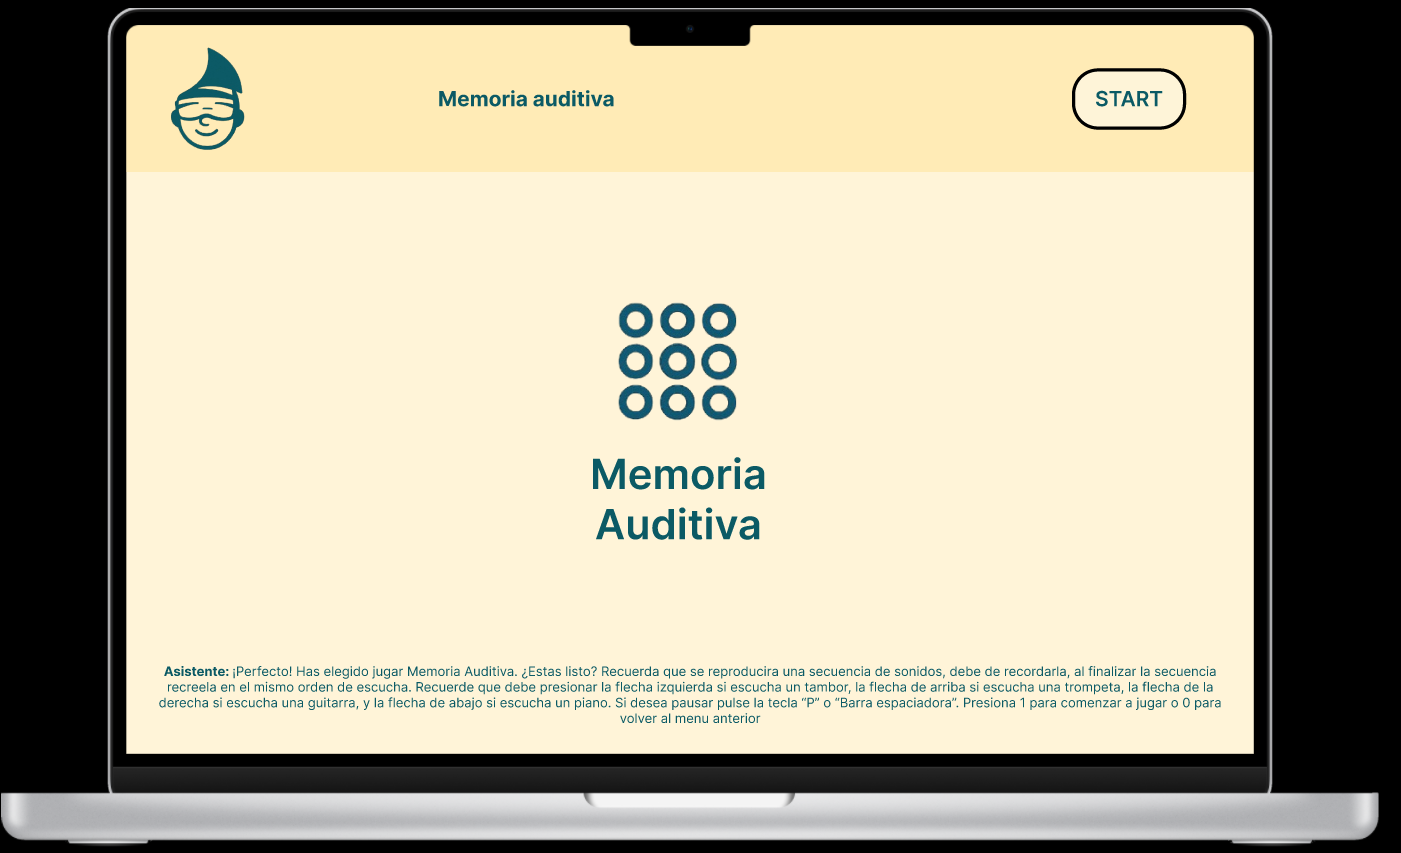 Memoria auditiva
START
Memoria
Auditiva
Asistente: ¡Perfecto! Has elegido jugar Memoria Auditiva. ¿Estas listo? Recuerda que se reproducira una secuencia de sonidos, debe de recordarla, al finalizar la secuencia
recreela en el mismo orden de escucha. Recuerde que debe presionar la flecha izquierda si escucha un tambor, la flecha de arriba si escucha una trompeta, la flecha de la
derecha si escucha una guitarra, y la flecha de abajo si escucha un piano. Si desea pausar pulse la tecla “P” o “Barra espaciadora”. Presiona 1 para comenzar a jugar o 0 para
volver al menu anterior